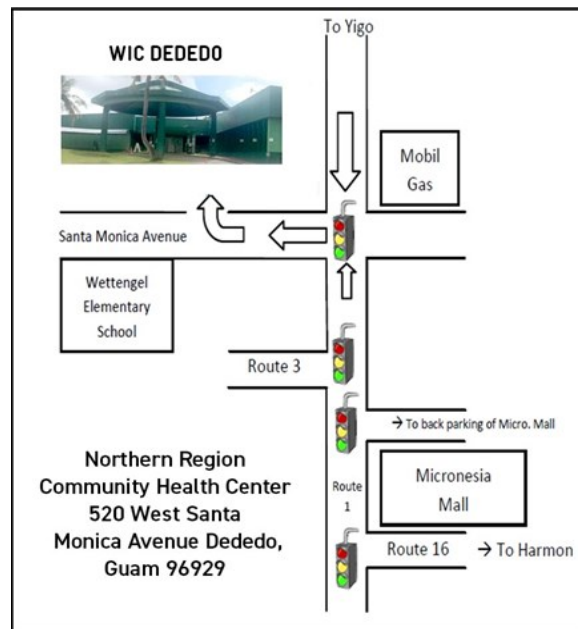 To Yigo
WIC DEDEDO
Mobil
Gas
Santa Monica Avenue
Wettengel
Elementary
School
Route 3
→ To back parking of Micro. Mall
Northern Region
Community Health Center
520 West Santa
Monica Avenue Dededo,
Guam 96929
Route
1
Micronesia
Mall
Route 16 → To Harmon